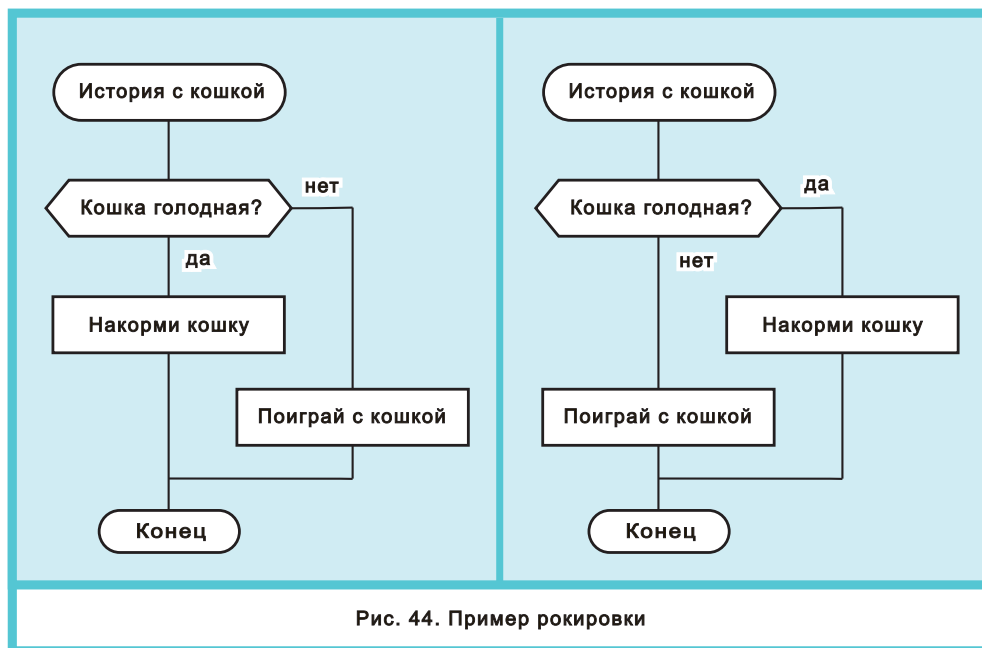 История с кошкой
Кошка голодная?
нет
да
Накорми кошку
Поиграй с кошкой
Конец
История с кошкой
Кошка голодная?
да
нет
Накорми кошку
Поиграй с кошкой
Конец
Рис. 44. Пример рокировки